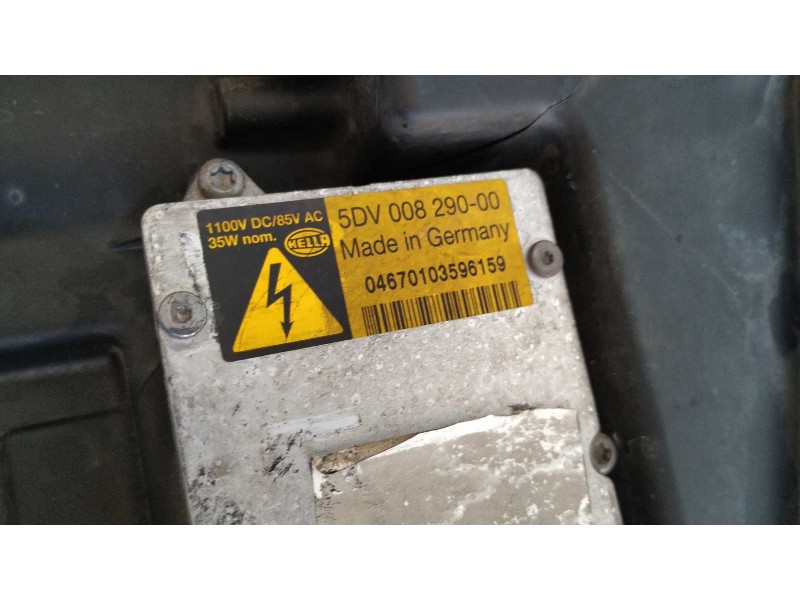 1100V DC/85V AC
35W nom.
HELLA
5DV 008 290-00
Made in Germany
04670103596159